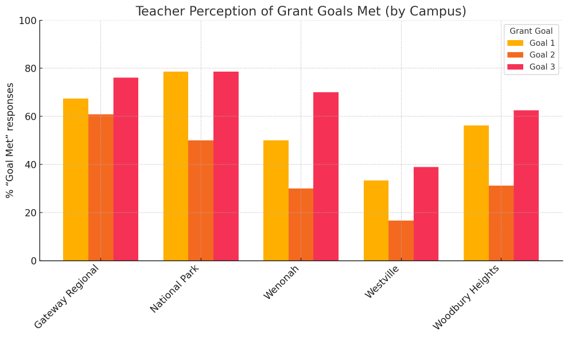 Teacher Perception of Grant Goals Met (by Campus)
% “Goal Met” responses
100
80
60
40
20
0
Grant Goal
Goal 1
Goal 2
Goal 3
Gateway Regional
National Park
Wenonah
Westville
Woodbury Heights